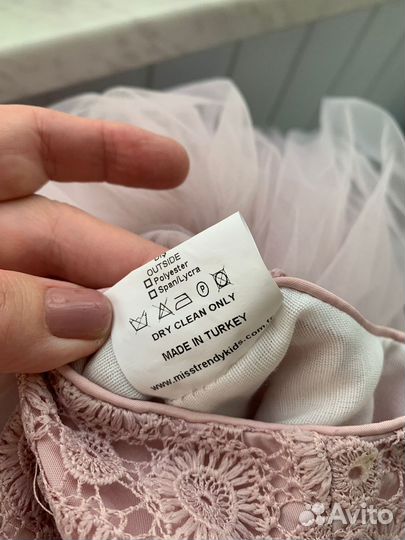 OUTSIDE
Polyester
Span/Lycra
P
DRY CLEAN ONLY
MADE IN TURKEY
www.misstrendykids.com
Avito